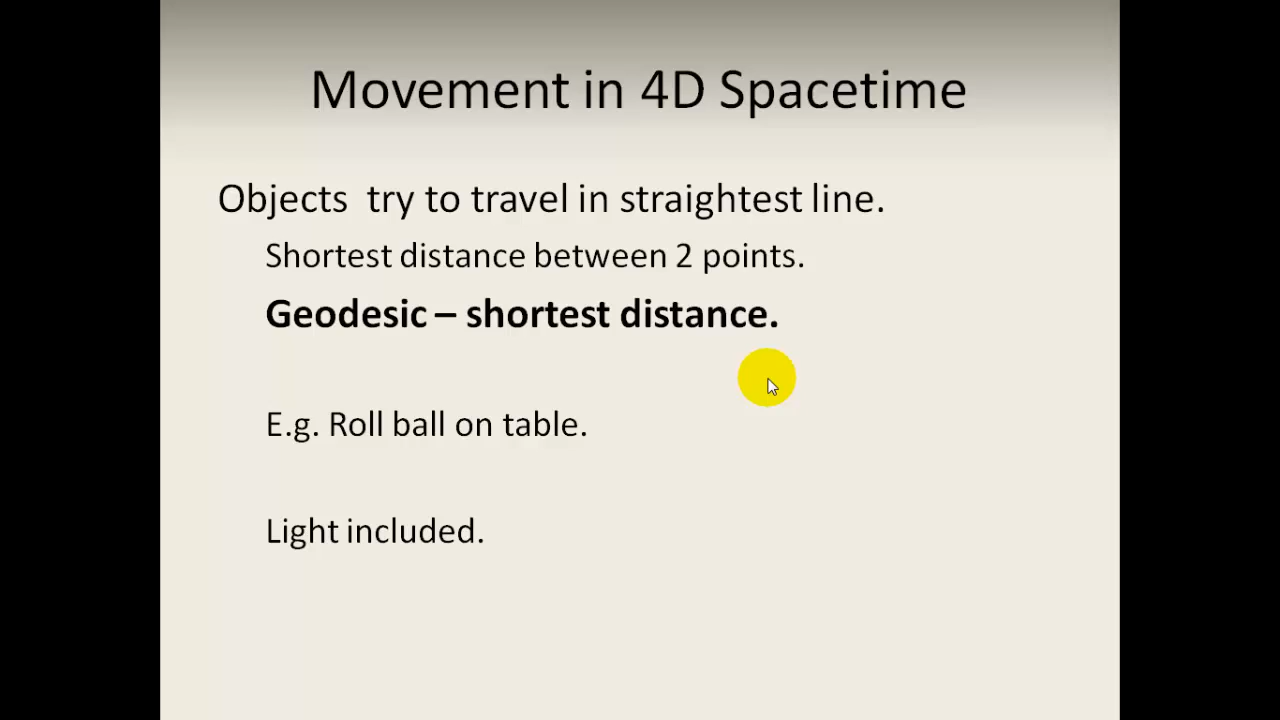 Movement in 4D Spacetime
Objects try to travel in straightest line.
Shortest distance between 2 points.
Geodesic – shortest distance.
E.g. Roll ball on table.
Light included.